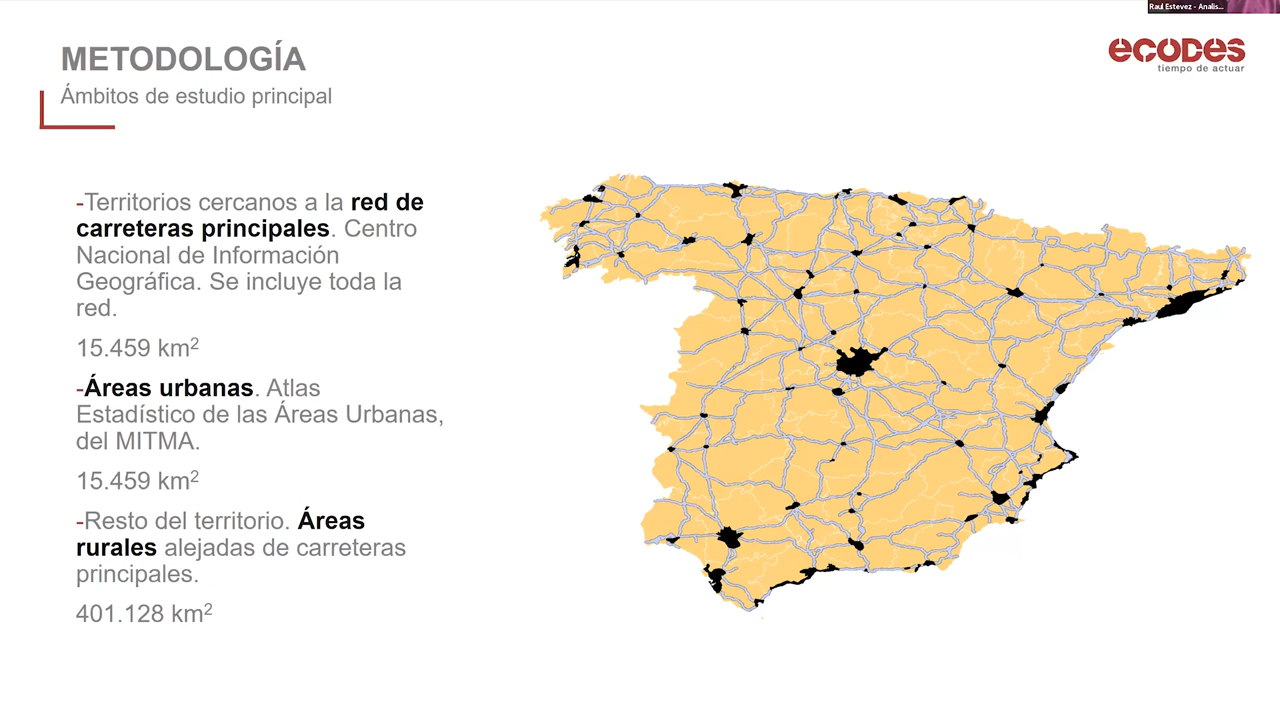 Raul Estevez - Analis...
METODOLOGÍA
ecodes
tiempo de actuar
Ámbitos de estudio principal
-Territorios cercanos a la red de
carreteras principales. Centro
Nacional de Información
Geográfica. Se incluye toda la
red.
15.459 km²
-Áreas urbanas. Atlas
Estadístico de las Áreas Urbanas,
del MITMA.
15.459 km²
-Resto del territorio. Áreas
rurales alejadas de carreteras
principales.
401.128 km²